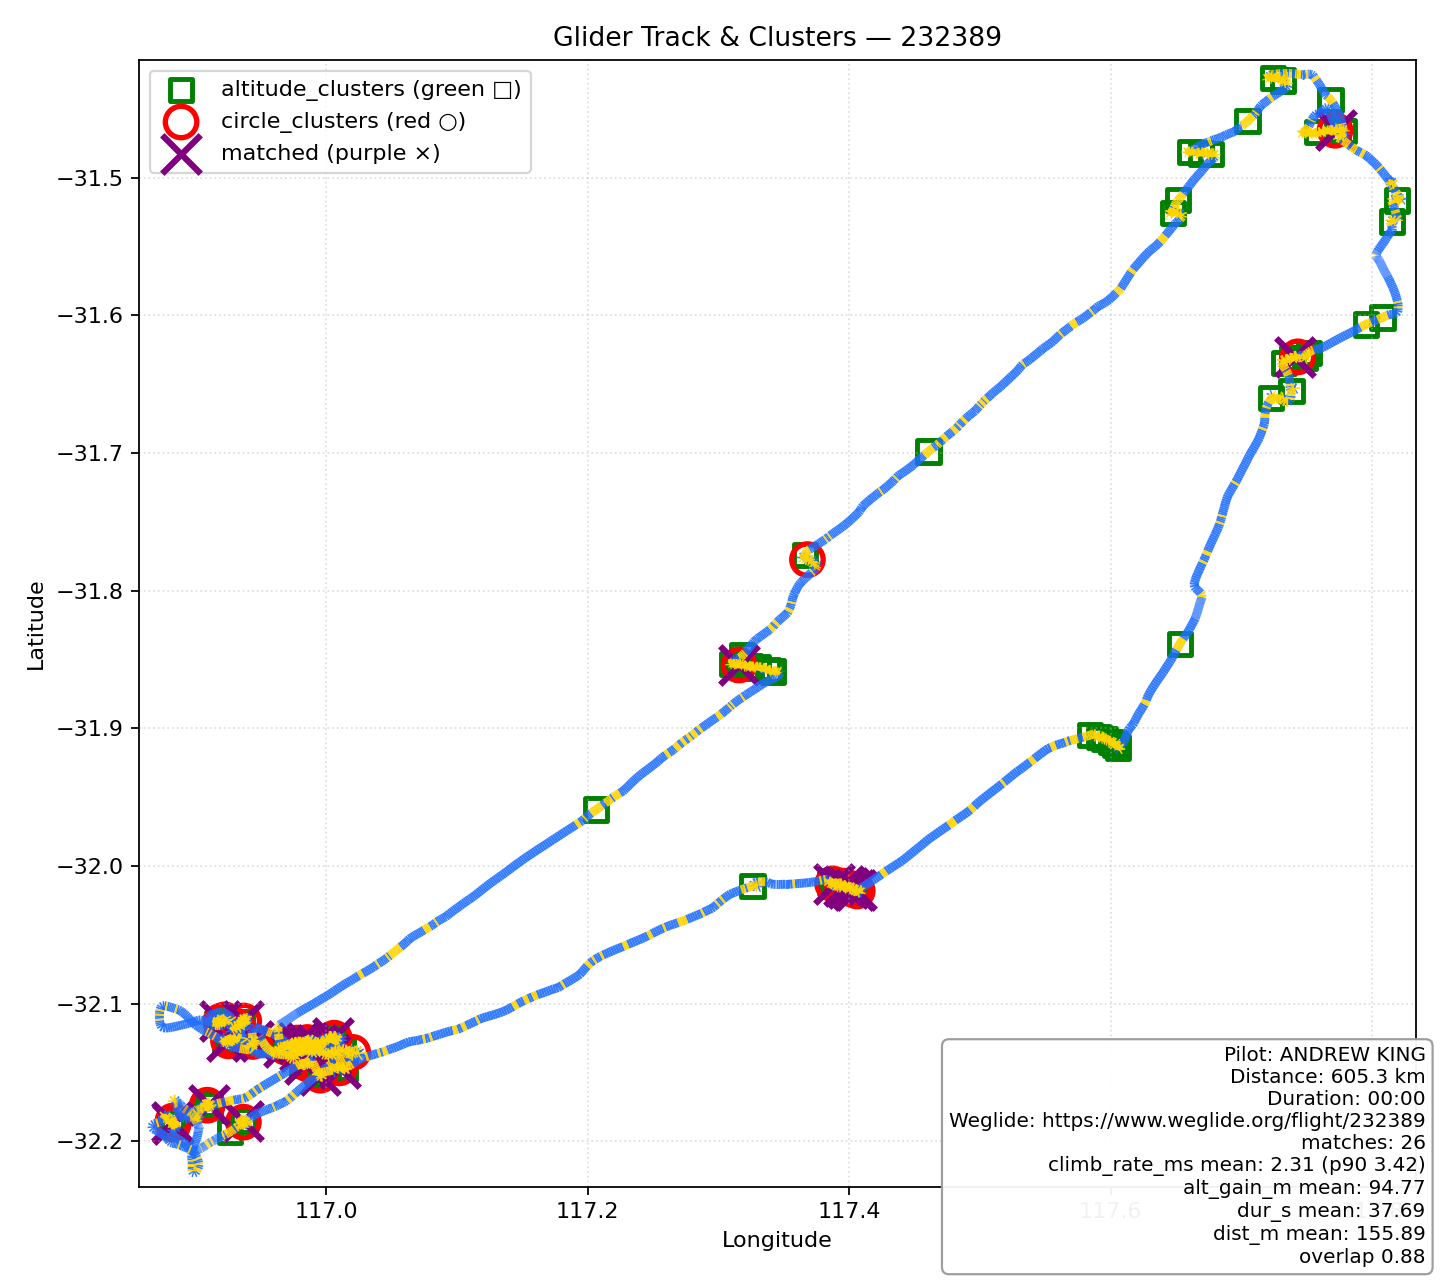 Glider Track & Clusters — 232389
altitude_clusters (green □)
circle_clusters (red ○)
matched (purple ×)
−31.5
−31.6
−31.7
−31.8
−31.9
−32.0
−32.1
−32.2
Latitude
117.0
117.2
117.4
117.6
Longitude
Pilot: ANDREW KING
Distance: 605.3 km
Duration: 00:00
Weglide: https://www.weglide.org/flight/232389
matches: 26
climb_rate_ms mean: 2.31 (p90 3.42)
alt_gain_m mean: 94.77
dur_s mean: 37.69
dist_m mean: 155.89
overlap 0.88